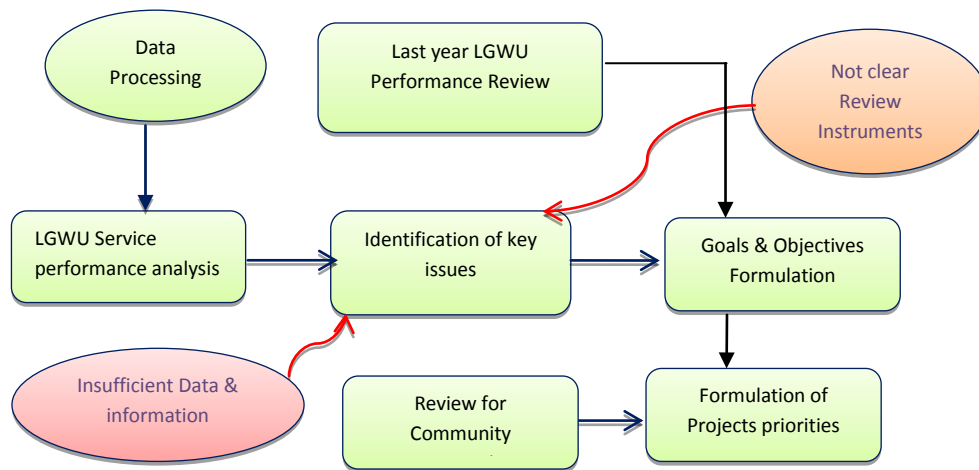 Data
Processing
Last year LGWU
Performance Review
Not clear
Review
Instruments
LGWU Service
performance analysis
Identification of key
issues
Goals & Objectives
Formulation
Insufficient Data &
information
Review for
Community
.
Formulation of
Projects priorities